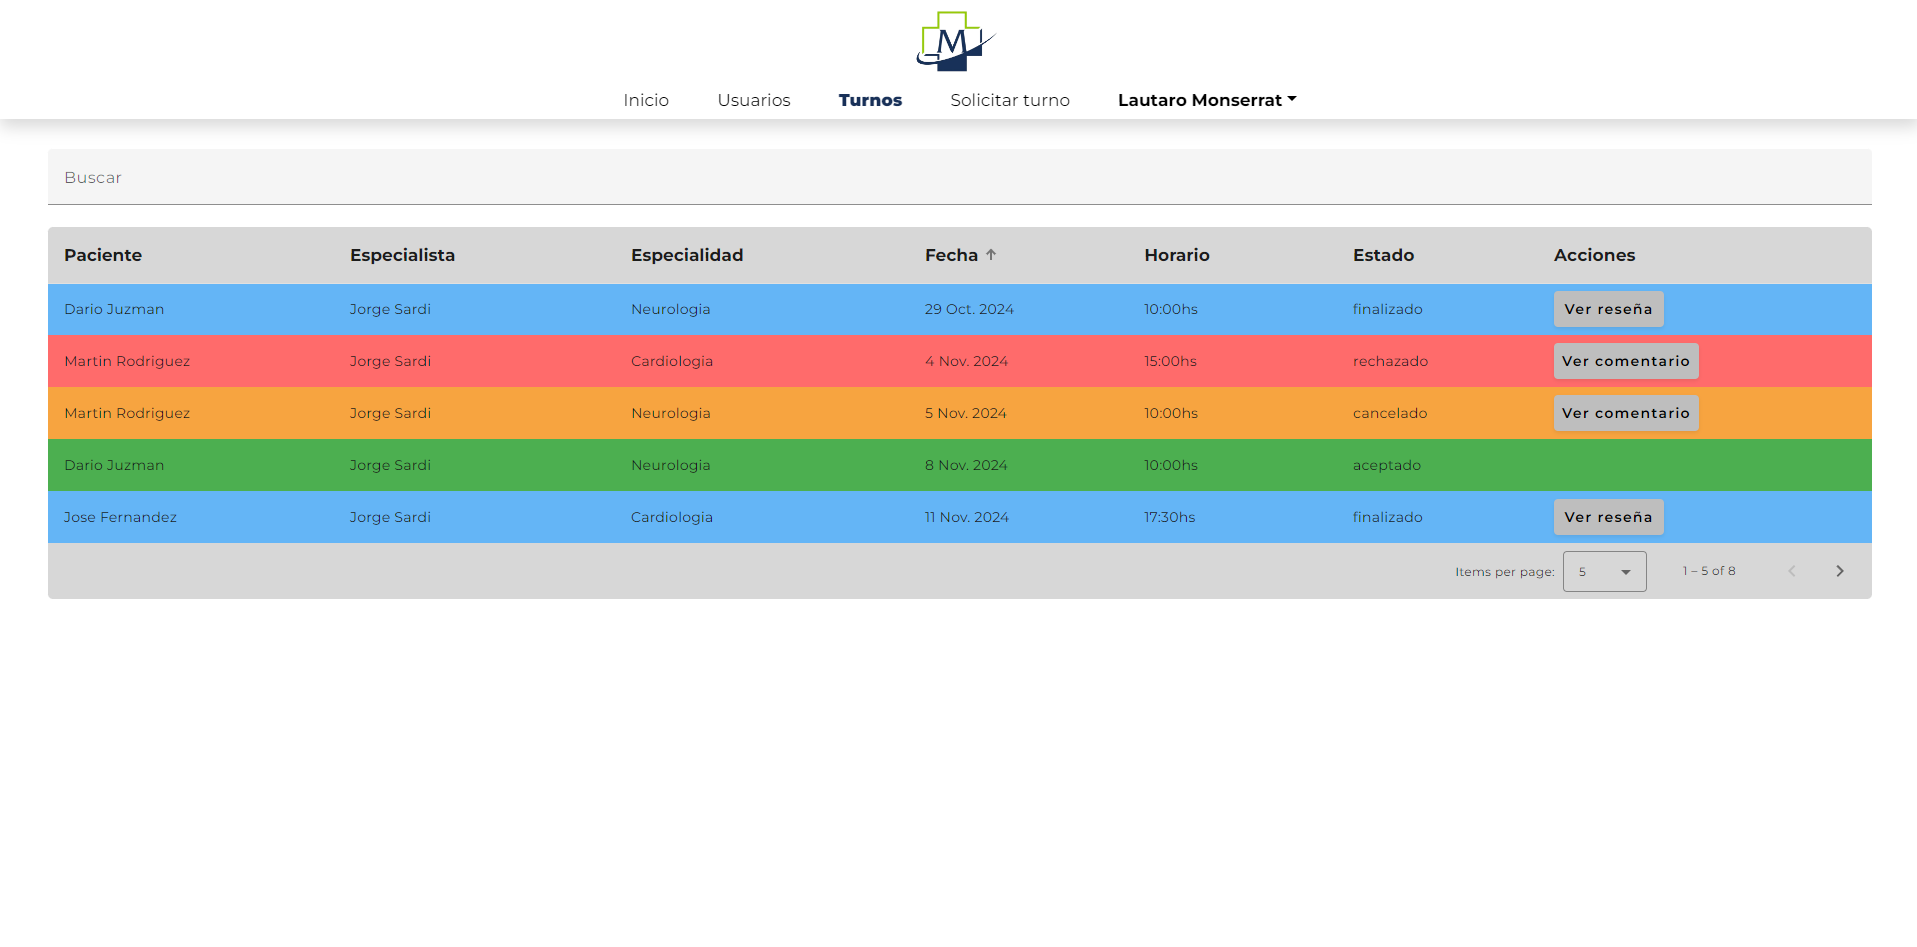 M
Inicio Usuarios Turnos Solicitar turno Lautaro Monserrat
Buscar
Paciente Especialista Especialidad Fecha Horario Estado Acciones
Dario Juzman Jorge Sardi Neurologia 29 Oct. 2024 10:00hs finalizado Ver reseña
Martin Rodriguez Jorge Sardi Cardiologia 4 Nov. 2024 15:00hs rechazado Ver comentario
Martin Rodriguez Jorge Sardi Neurologia 5 Nov. 2024 10:00hs cancelado Ver comentario
Dario Juzman Jorge Sardi Neurologia 8 Nov. 2024 10:00hs aceptado
Jose Fernandez Jorge Sardi Cardiologia 11 Nov. 2024 17:30hs finalizado Ver reseña
Items per page: 5 1 – 5 of 8